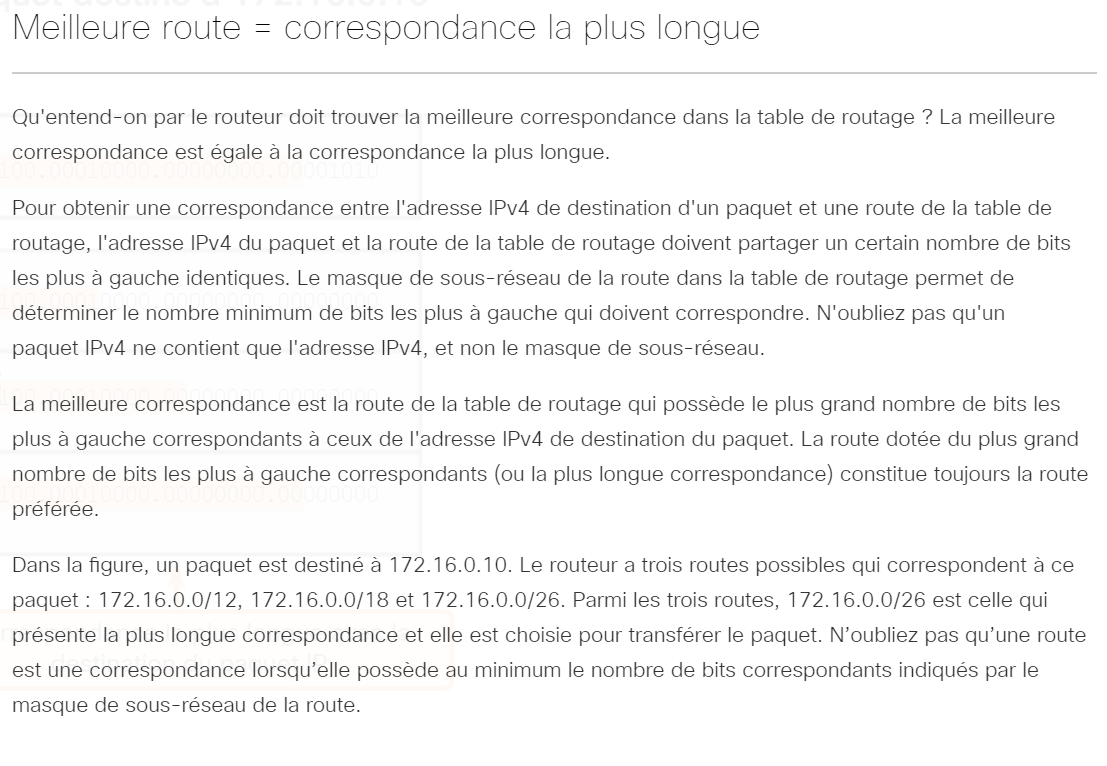 Meilleure route = correspondance la plus longue
Qu'entend-on par le routeur doit trouver la meilleure correspondance dans la table de routage ? La meilleure
correspondance est égale à la correspondance la plus longue.
Pour obtenir une correspondance entre l'adresse IPv4 de destination d'un paquet et une route de la table de
routage, l'adresse IPv4 du paquet et la route de la table de routage doivent partager un certain nombre de bits
les plus à gauche identiques. Le masque de sous-réseau de la route dans la table de routage permet de
déterminer le nombre minimum de bits les plus à gauche qui doivent correspondre. N'oubliez pas qu'un
paquet IPv4 ne contient que l'adresse IPv4, et non le masque de sous-réseau.
La meilleure correspondance est la route de la table de routage qui possède le plus grand nombre de bits les
plus à gauche correspondants à ceux de l'adresse IPv4 de destination du paquet. La route dotée du plus grand
nombre de bits les plus à gauche correspondants (ou la plus longue correspondance) constitue toujours la route
préférée.
Dans la figure, un paquet est destiné à 172.16.0.10. Le routeur a trois routes possibles qui correspondent à ce
paquet : 172.16.0.0/12, 172.16.0.0/18 et 172.16.0.0/26. Parmi les trois routes, 172.16.0.0/26 est celle qui
présente la plus longue correspondance et elle est choisie pour transférer le paquet. N’oubliez pas qu’une route
est une correspondance lorsqu’elle possède au minimum le nombre de bits correspondants indiqués par le
masque de sous-réseau de la route.